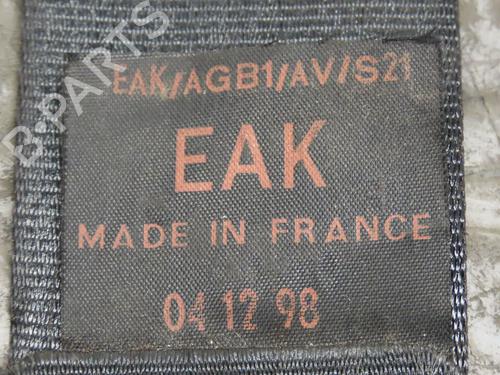 EAK/AGB1/AV/S21
EAK
MADE IN FRANCE
04 12 98
B-PARTS